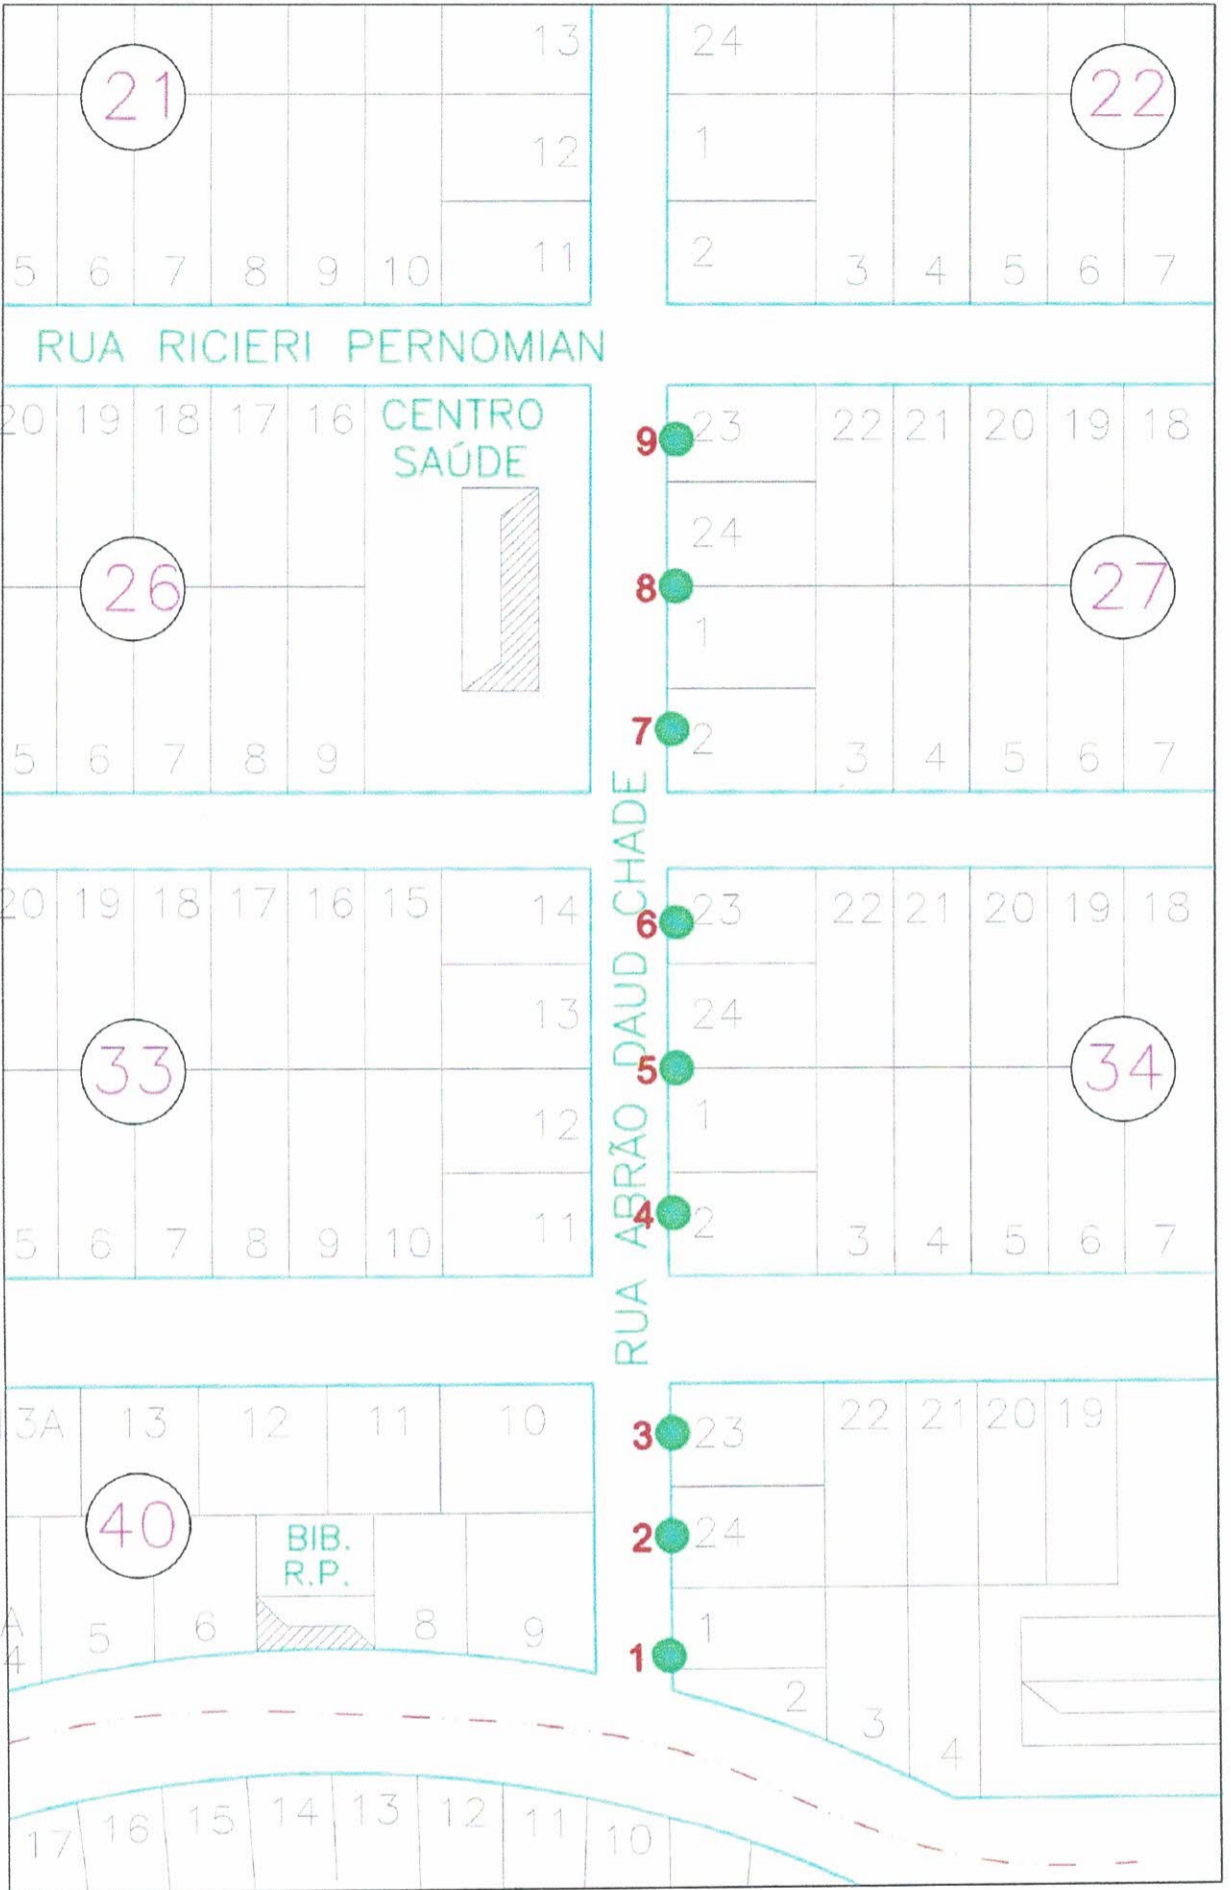 13 24
21 22
12 1
11 2
5 6 7 8 9 10 3 4 5 6 7
RUA RICIERI PERNOMIAN
20 19 18 17 16 CENTRO 23 22 21 20 19 18
SAÚDE
9
24
26 8 27
1
7 2
5 6 7 8 9 3 4 5 6 7
RUA ABRÃO DAUD CHADE
20 19 18 17 16 15 14 6 23 22 21 20 19 18
13 24
33 5 34
12 1
4 2
5 6 7 8 9 10 11 3 4 5 6 7
3A 13 12 11 10 3 23 22 21 20 19
40 BIB. 2 24
R.P.
A 5 6 8 9 1 1
4
2
3
4
17 16 15 14 13 12 11 10